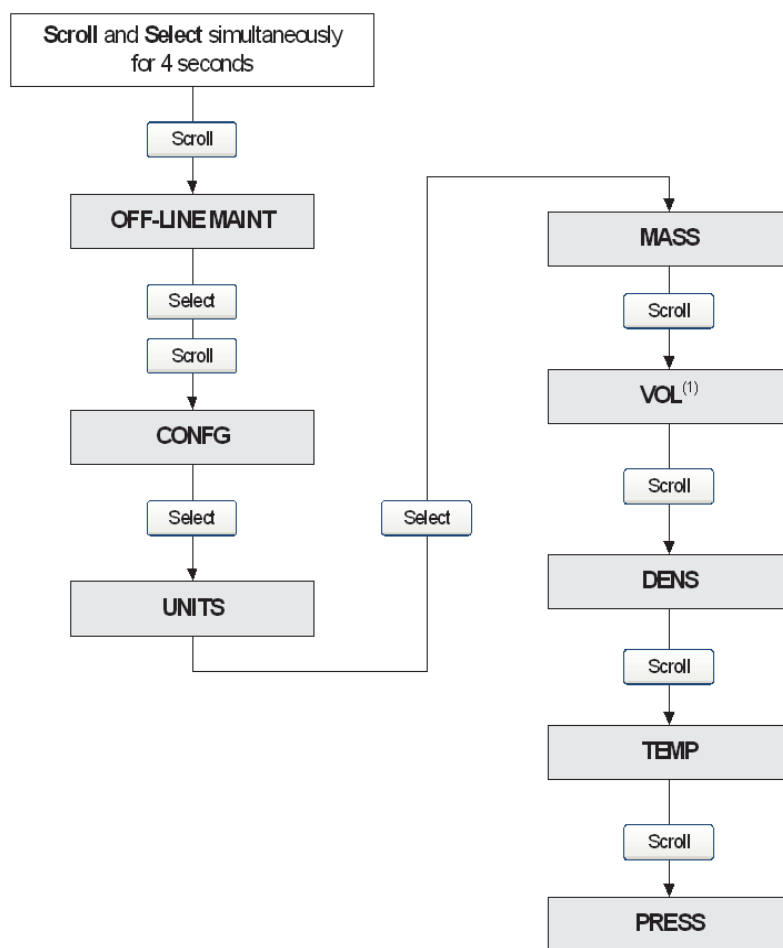 Scroll and Select simultaneously
for 4 seconds
Scroll
OFF-LINE MAINT
Select
Scroll
CONFG
Select
UNITS
Select
MASS
Scroll
VOL(1)
Scroll
DENS
Scroll
TEMP
Scroll
PRESS